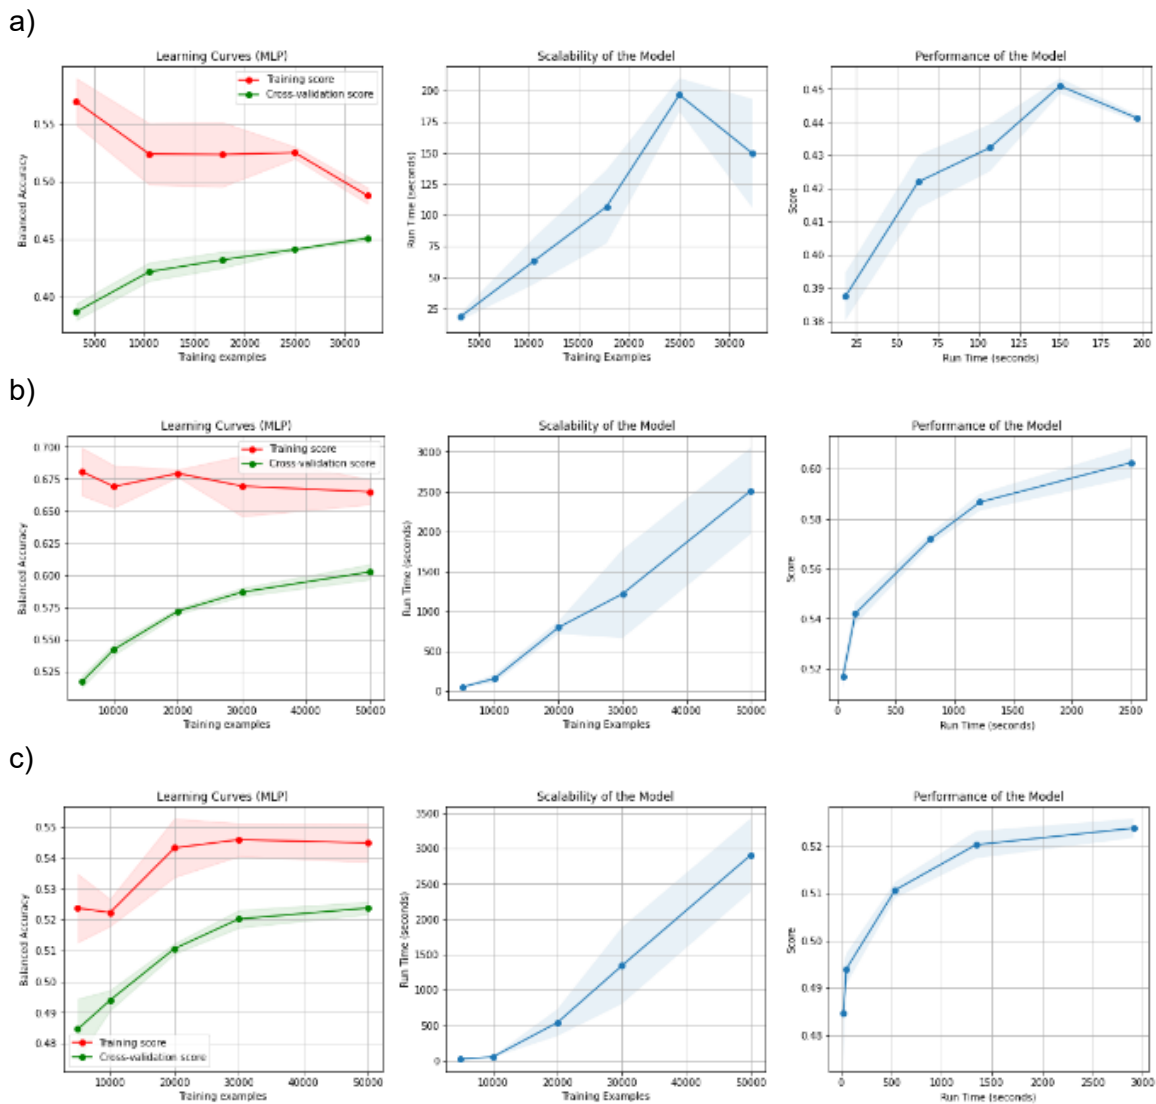 a)
Learning Curves (MLP)
Training score
Cross-validation score
Balanced Accuracy
0.55
0.50
0.45
0.40
5000 10000 15000 20000 25000 30000
Training examples
Scalability of the Model
Run Time (seconds)
200
175
150
125
100
75
50
25
5000 10000 15000 20000 25000 30000
Training Examples
Performance of the Model
Score
0.45
0.44
0.43
0.42
0.41
0.40
0.39
0.38
25 50 75 100 125 150 175 200
Run Time (seconds)
b)
Learning Curves (MLP)
Training score
Cross-validation score
Balanced Accuracy
0.700
0.675
0.650
0.625
0.600
0.575
0.550
0.525
10000 20000 30000 40000 50000
Training examples
Scalability of the Model
Run Time (seconds)
3000
2500
2000
1500
1000
500
0
10000 20000 30000 40000 50000
Training Examples
Performance of the Model
Score
0.60
0.58
0.56
0.54
0.52
0 500 1000 1500 2000 2500
Run Time (seconds)
c)
Learning Curves (MLP)
Balanced Accuracy
0.55
0.54
0.53
0.52
0.51
0.50
0.49
0.48
Training score
Cross-validation score
10000 20000 30000 40000 50000
Training examples
Scalability of the Model
Run Time (seconds)
3500
3000
2500
2000
1500
1000
500
0
10000 20000 30000 40000 50000
Training Examples
Performance of the Model
Score
0.52
0.51
0.50
0.49
0.48
0 500 1000 1500 2000 2500 3000
Run Time (seconds)